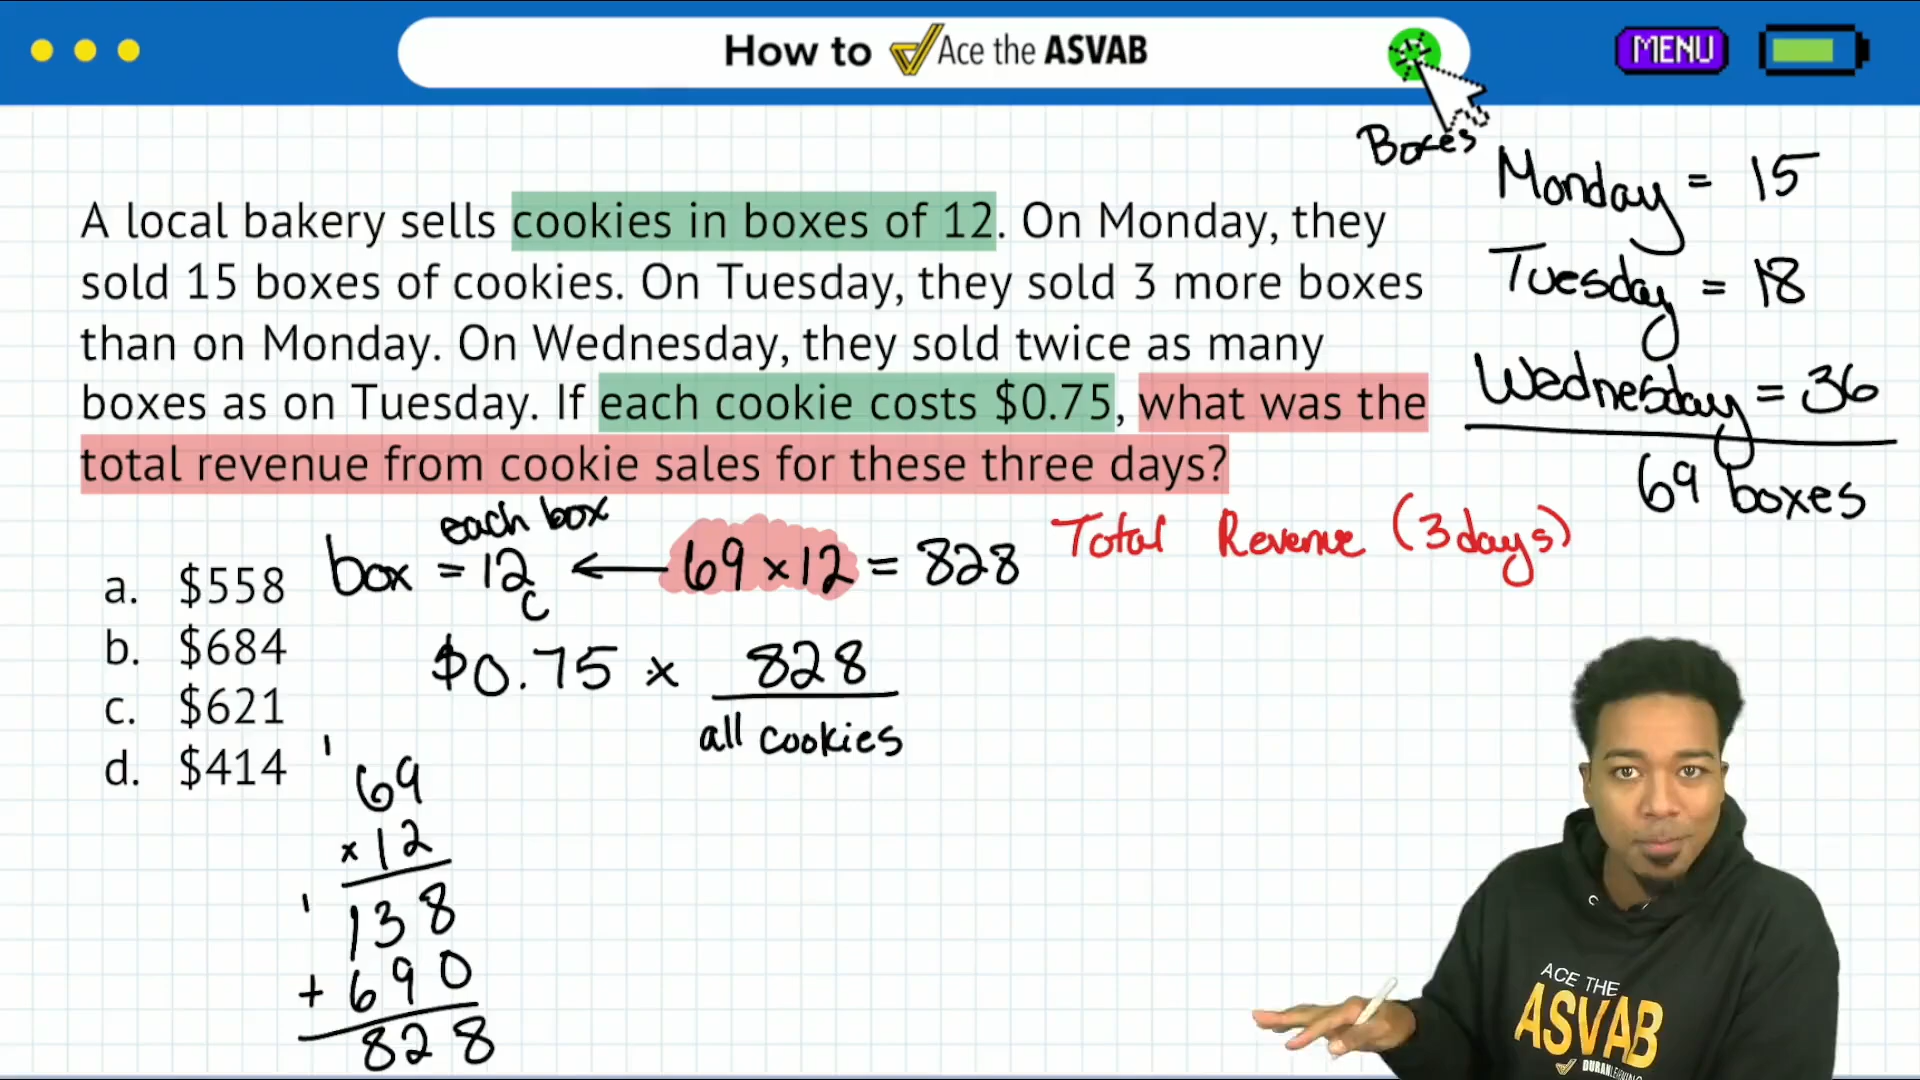 How to Ace the ASVAB
MENU
A local bakery sells cookies in boxes of 12. On Monday, they
sold 15 boxes of cookies. On Tuesday, they sold 3 more boxes
than on Monday. On Wednesday, they sold twice as many
boxes as on Tuesday. If each cookie costs $0.75, what was the
total revenue from cookie sales for these three days?
Boxes
Monday = 15
Tuesday = 18
Wednesday = 36
69 boxes
Total Revenue (3 days)
a. $558
b. $684
c. $621
d. $414
each box
box = 12 ← 69 × 12 = 828
C
$0.75 × 828
all cookies
1
69
× 12
1
138
+ 690
828
ACE THE
ASVAB